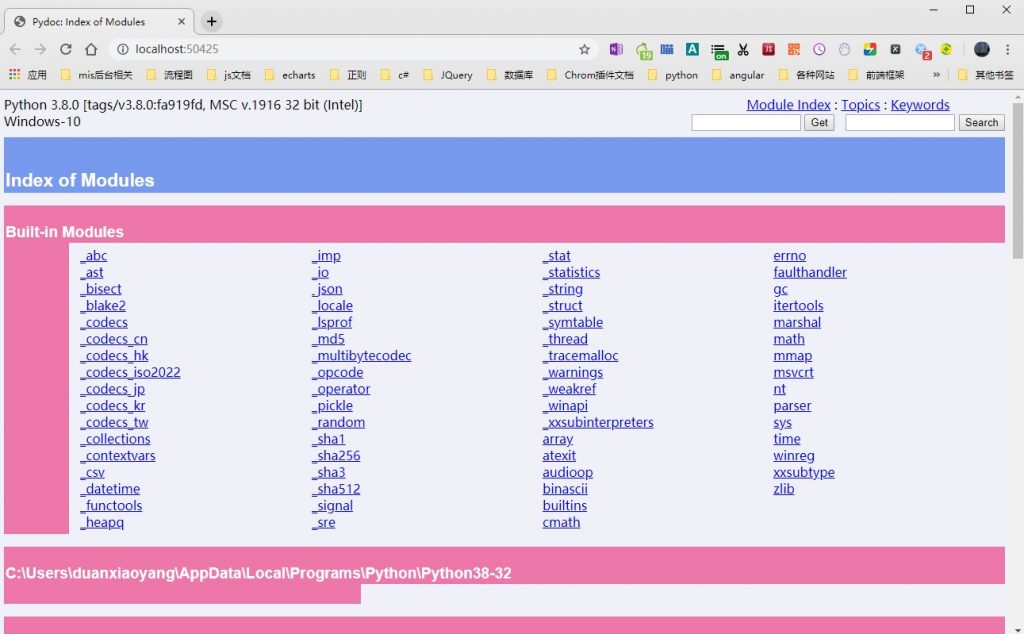 Pydoc: Index of Modules
localhost:50425
19
on
JS
2
应用 mis后台相关 流程图 js文档 echarts 正则 c# JQuery 数据库 Chrom插件文档 python angular 各种网站 前端框架 » 其他书签
Python 3.8.0 [tags/v3.8.0:fa919fd, MSC v.1916 32 bit (Intel)]
Windows-10
Module Index : Topics : Keywords
Get Search
Index of Modules
Built-in Modules
_abc
_ast
_bisect
_blake2
_codecs
_codecs_cn
_codecs_hk
_codecs_iso2022
_codecs_jp
_codecs_kr
_codecs_tw
_collections
_contextvars
_csv
_datetime
_functools
_heapq
_imp
_io
_json
_locale
_lsprof
_md5
_multibytecodec
_opcode
_operator
_pickle
_random
_sha1
_sha256
_sha3
_sha512
_signal
_sre
_stat
_statistics
_string
_struct
_symtable
_thread
_tracemalloc
_warnings
_weakref
_winapi
_xxsubinterpreters
array
atexit
audioop
binascii
builtins
cmath
errno
faulthandler
gc
itertools
marshal
math
mmap
msvcrt
nt
parser
sys
time
winreg
xxsubtype
zlib
C:\Users\duanxiaoyang\AppData\Local\Programs\Python\Python38-32